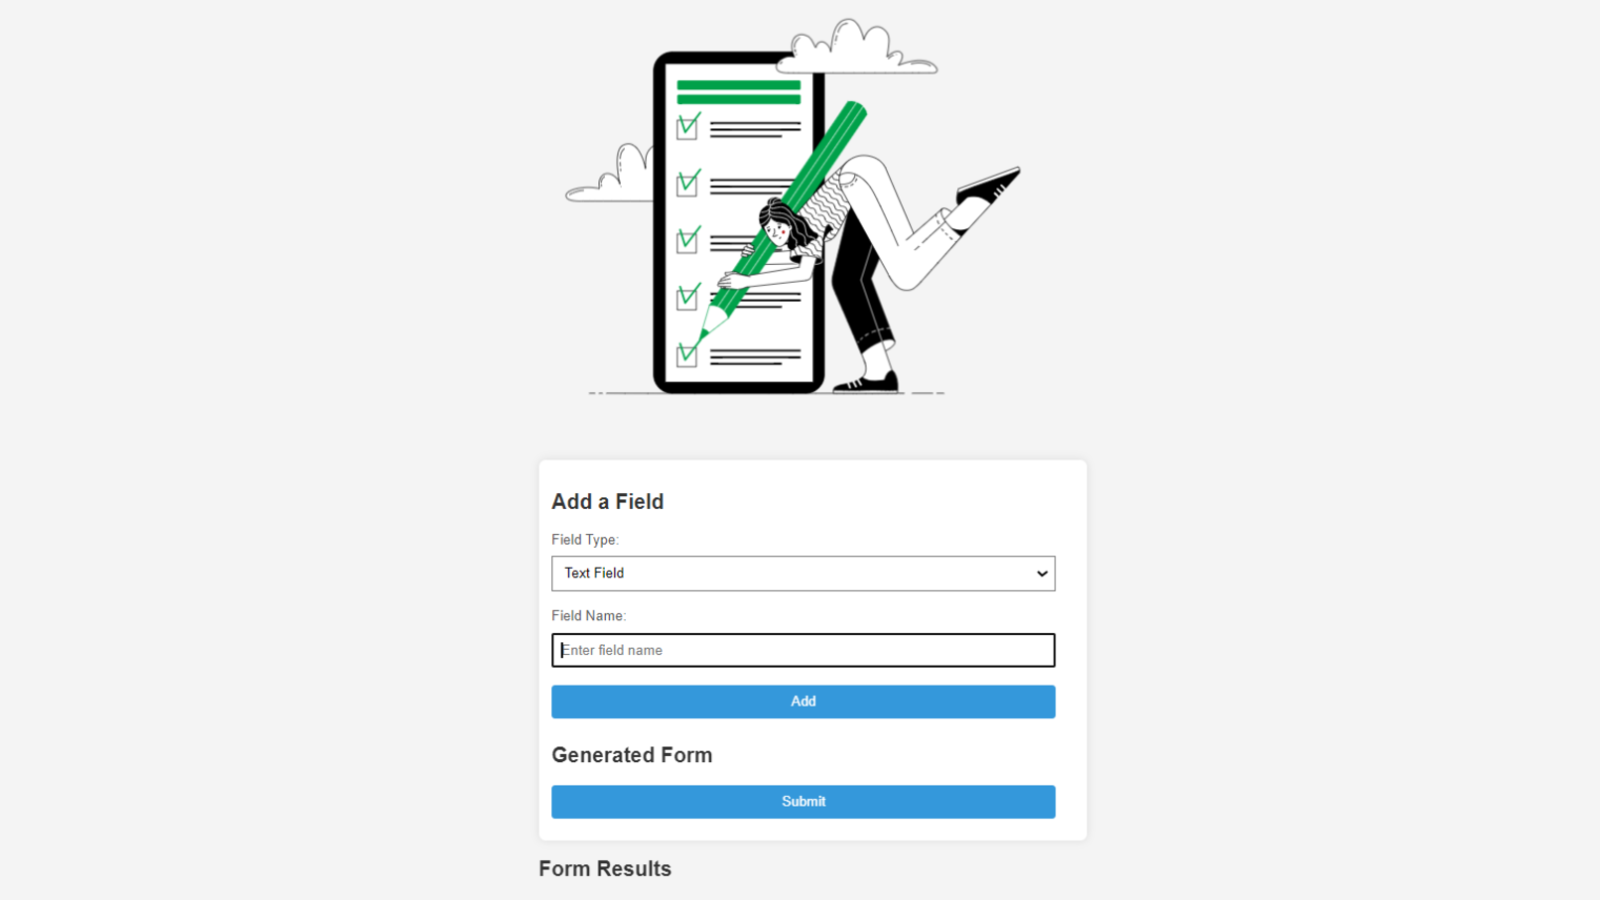 Add a Field
Field Type:
Text Field
Field Name:
Enter field name
Add
Generated Form
Submit
Form Results